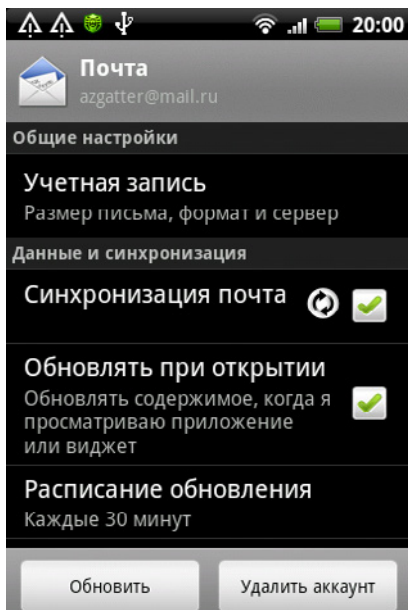 20:00
Почта
azgatter@mail.ru
Общие настройки
Учетная запись
Размер письма, формат и сервер
Данные и синхронизация
Синхронизация почта
Обновлять при открытии
Обновлять содержимое, когда я
просматриваю приложение
или виджет
Расписание обновления
Каждые 30 минут
Обновить
Удалить аккаунт